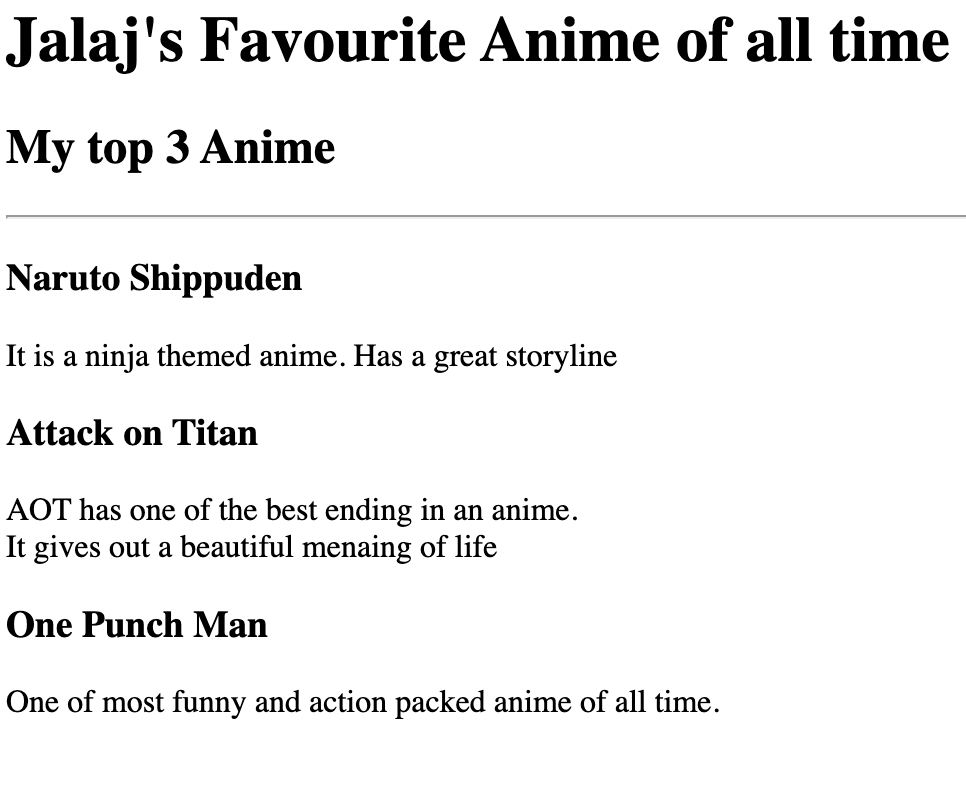 Jalaj's Favourite Anime of all time
My top 3 Anime
Naruto Shippuden
It is a ninja themed anime. Has a great storyline
Attack on Titan
AOT has one of the best ending in an anime.
It gives out a beautiful menaing of life
One Punch Man
One of most funny and action packed anime of all time.